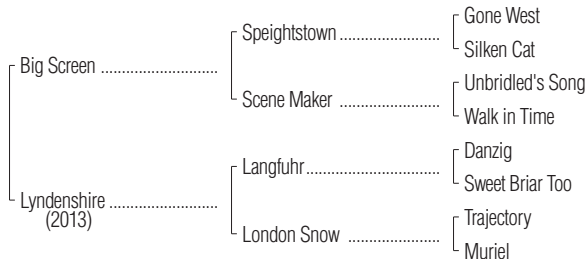 Gone West
Speightstown ..........................
Silken Cat
Big Screen ..............................
Unbridled's Song
Scene Maker ..........................
Walk in Time
Danzig
Langfuhr...................................
Sweet Briar Too
Lyndenshire ............................
(2013)
Trajectory
London Snow ........................
Muriel